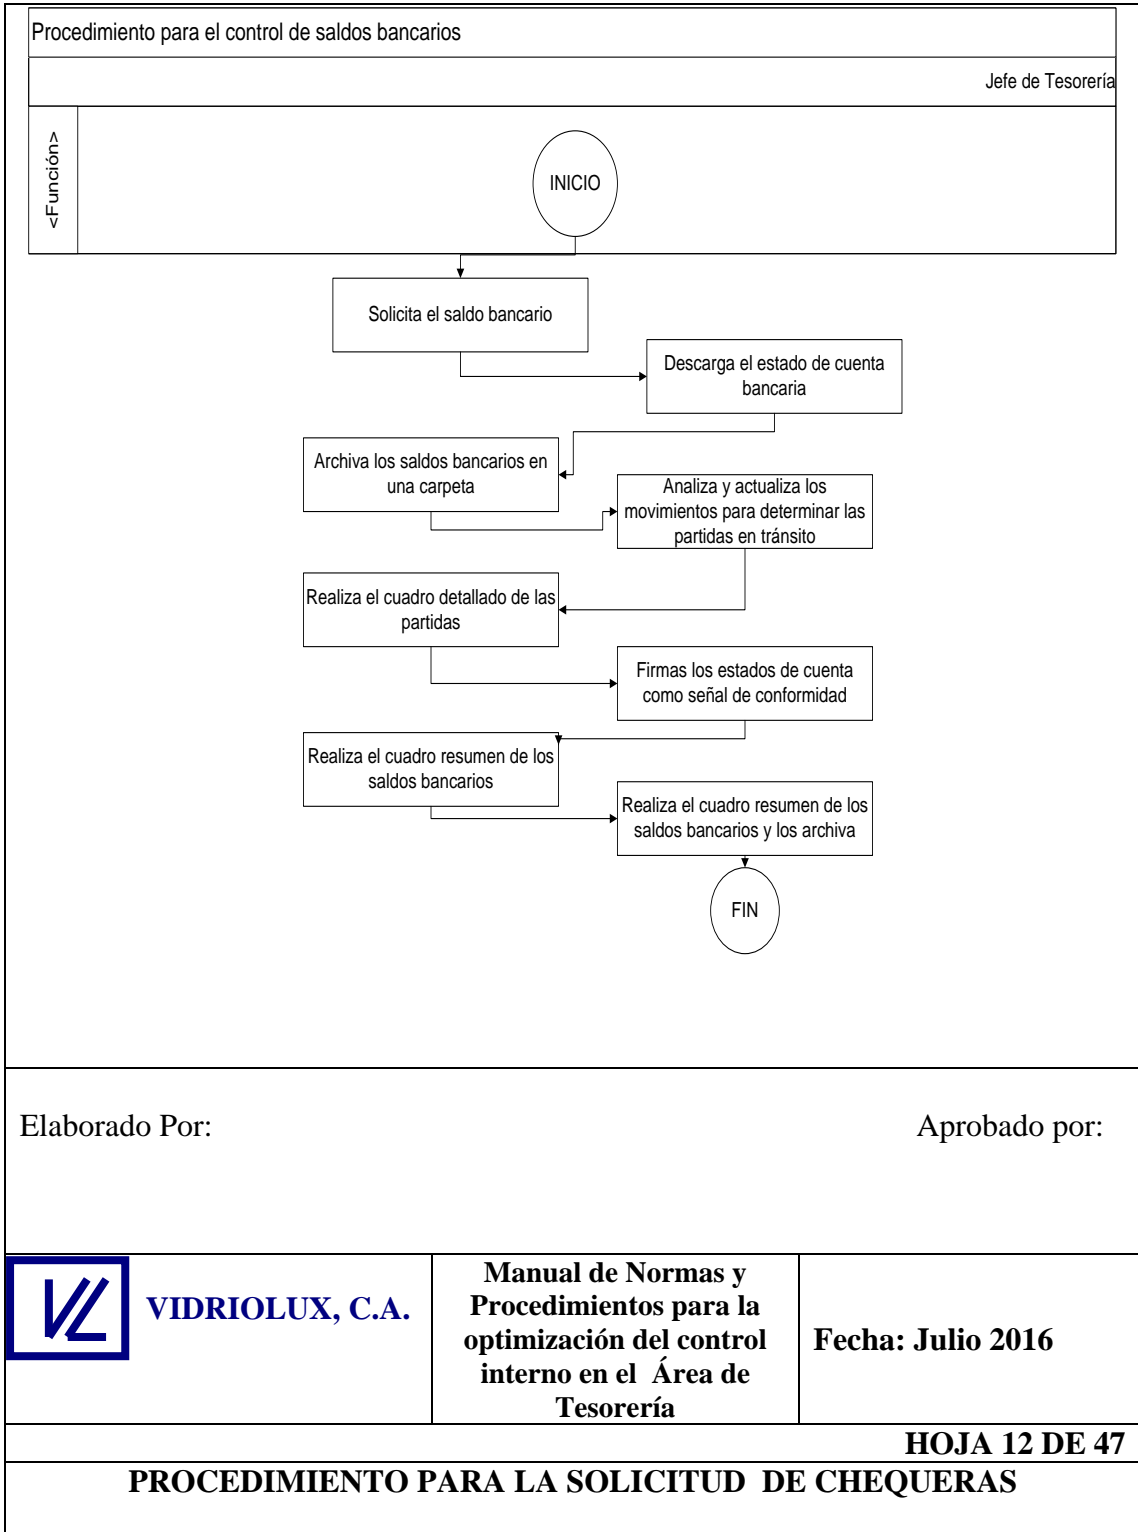 Procedimiento para el control de saldos bancarios
Jefe de Tesorería
<Función>
INICIO
Solicita el saldo bancario
Descarga el estado de cuenta
bancaria
Archiva los saldos bancarios en
una carpeta
Analiza y actualiza los
movimientos para determinar las
partidas en tránsito
Realiza el cuadro detallado de las
partidas
Firmas los estados de cuenta
como señal de conformidad
Realiza el cuadro resumen de los
saldos bancarios
Realiza el cuadro resumen de los
saldos bancarios y los archiva
FIN
Elaborado Por:
Aprobado por:
VL
VIDRIOLUX, C.A.
Manual de Normas y
Procedimientos para la
optimización del control
interno en el Área de
Tesorería
Fecha: Julio 2016
HOJA 12 DE 47
PROCEDIMIENTO PARA LA SOLICITUD DE CHEQUERAS